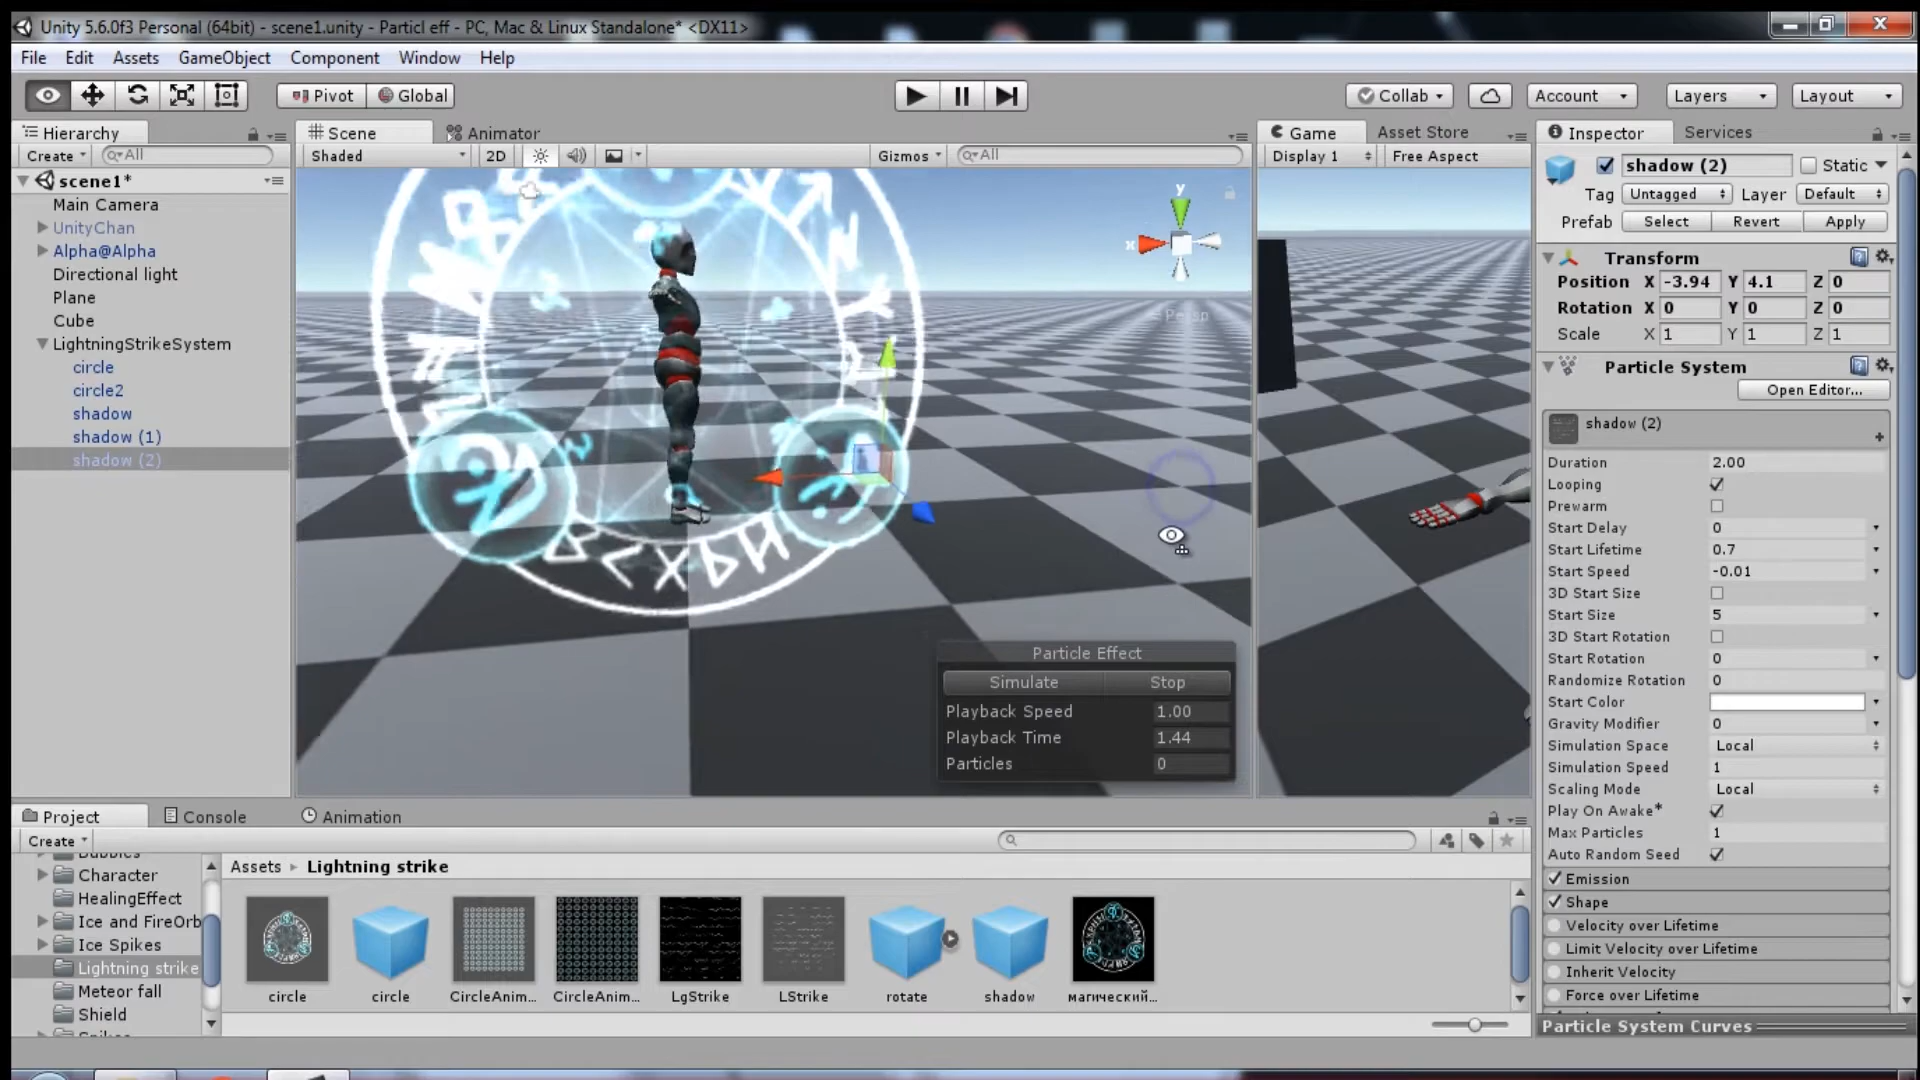 Unity 5.6.0f3 Personal (64bit) - scene1.unity - Particl eff - PC, Mac & Linux Standalone* <DX11>
File Edit Assets GameObject Component Window Help
Pivot Global Collab Account Layers Layout
Hierarchy
Create All
scene1*
Main Camera
UnityChan
Alpha@Alpha
Directional light
Plane
Cube
LightningStrikeSystem
circle
circle2
shadow
shadow (1)
shadow (2)
Scene Animator
Shaded 2D Gizmos All
y
x
Persp
Particle Effect
Simulate Stop
Playback Speed 1.00
Playback Time 1.44
Particles 0
Game Asset Store
Display 1 Free Aspect
Inspector Services
shadow (2) Static
Tag Untagged Layer Default
Prefab Select Revert Apply
Transform
Position X -3.94 Y 4.1 Z 0
Rotation X 0 Y 0 Z 0
Scale X 1 Y 1 Z 1
Particle System
Open Editor...
shadow (2)
Duration 2.00
Looping
Prewarm
Start Delay 0
Start Lifetime 0.7
Start Speed -0.01
3D Start Size
Start Size 5
3D Start Rotation
Start Rotation 0
Randomize Rotation 0
Start Color
Gravity Modifier 0
Simulation Space Local
Simulation Speed 1
Scaling Mode Local
Play On Awake*
Max Particles 1
Auto Random Seed
Emission
Shape
Velocity over Lifetime
Limit Velocity over Lifetime
Inherit Velocity
Force over Lifetime
Particle System Curves
Project Console Animation
Create
Bubbles
Character
HealingEffect
Ice and FireOrb
Ice Spikes
Lightning strike
Meteor fall
Shield
Assets Lightning strike
circle circle CircleAnim... CircleAnim... LgStrike LStrike rotate shadow магический...